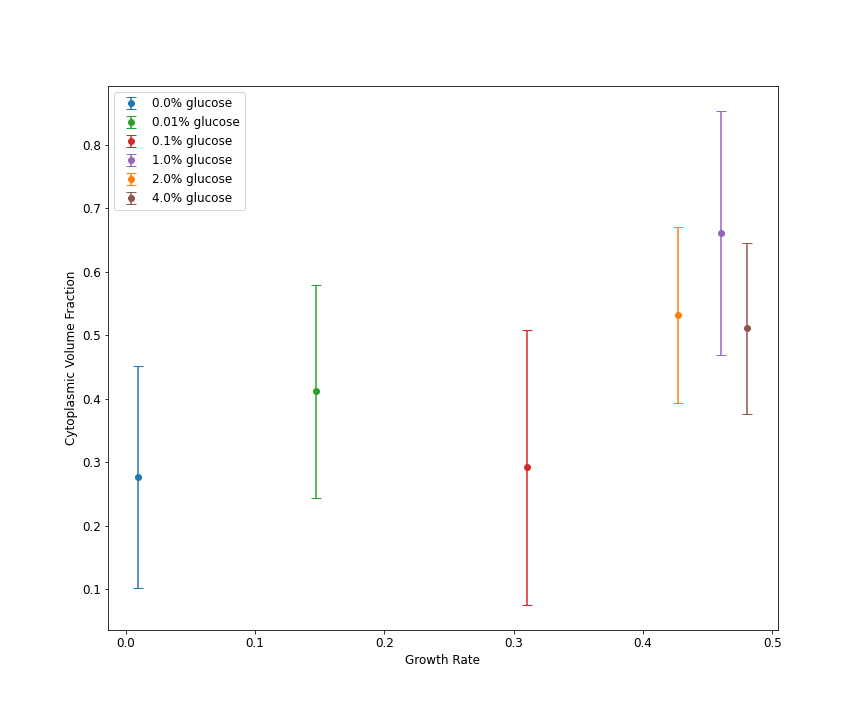 0.0% glucose
0.01% glucose
0.1% glucose
1.0% glucose
2.0% glucose
4.0% glucose
0.8
0.7
0.6
0.5
0.4
0.3
0.2
0.1
Cytoplasmic Volume Fraction
0.0 0.1 0.2 0.3 0.4 0.5
Growth Rate